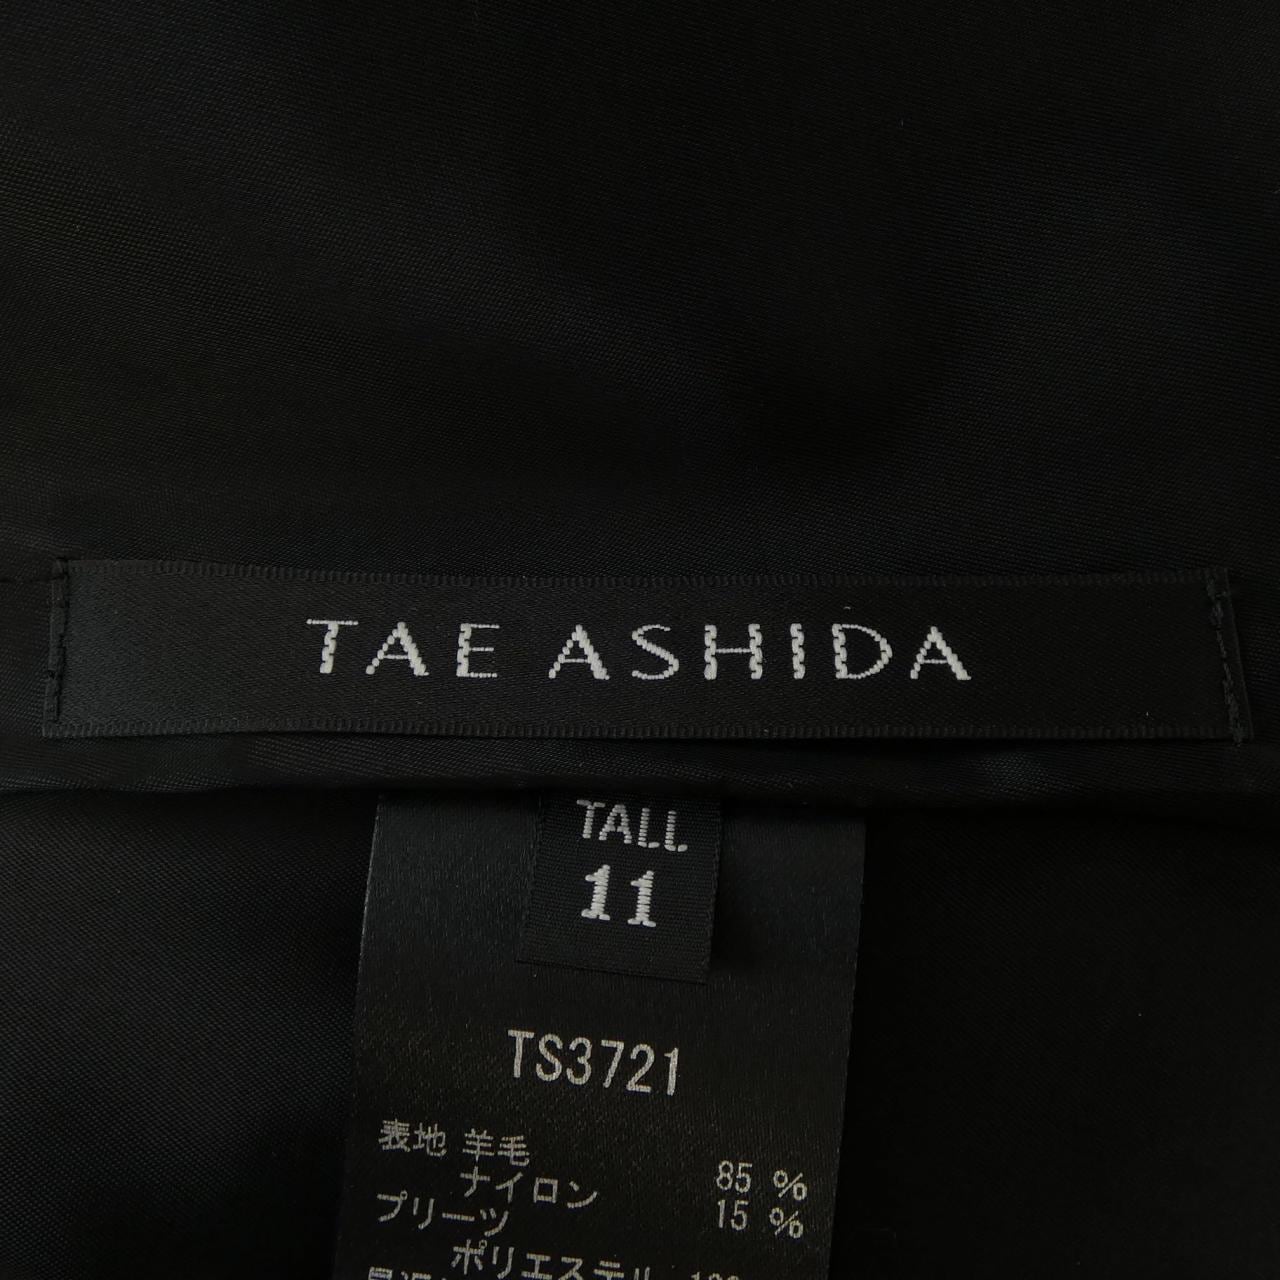 TAE ASHIDA
TALL
11
TS3721
表地 羊毛 85 %
ナイロン 15 %
プリーツ
ポリエステル